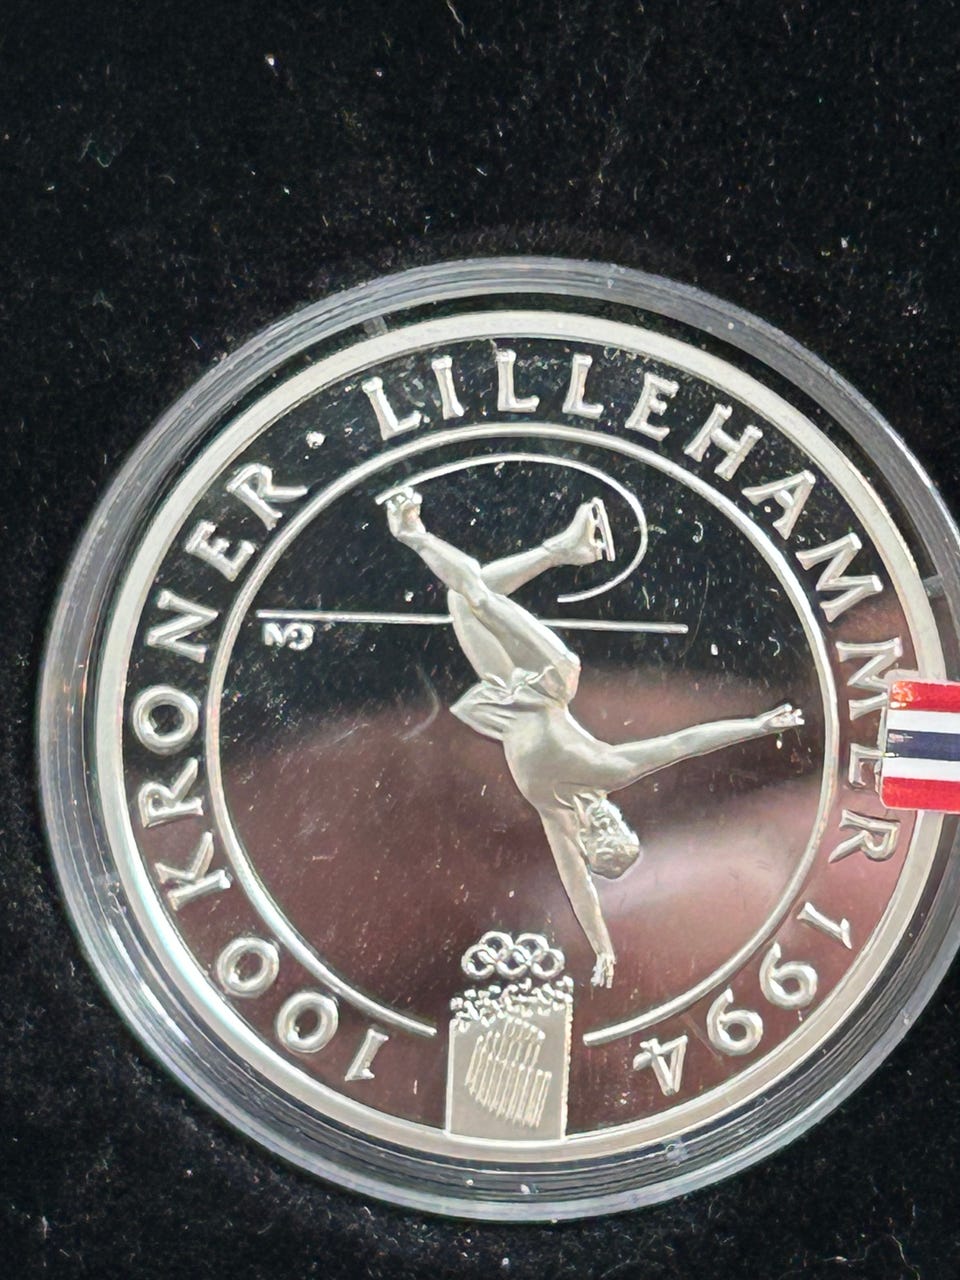 100 KRONER · LILLEHAMMER 1994